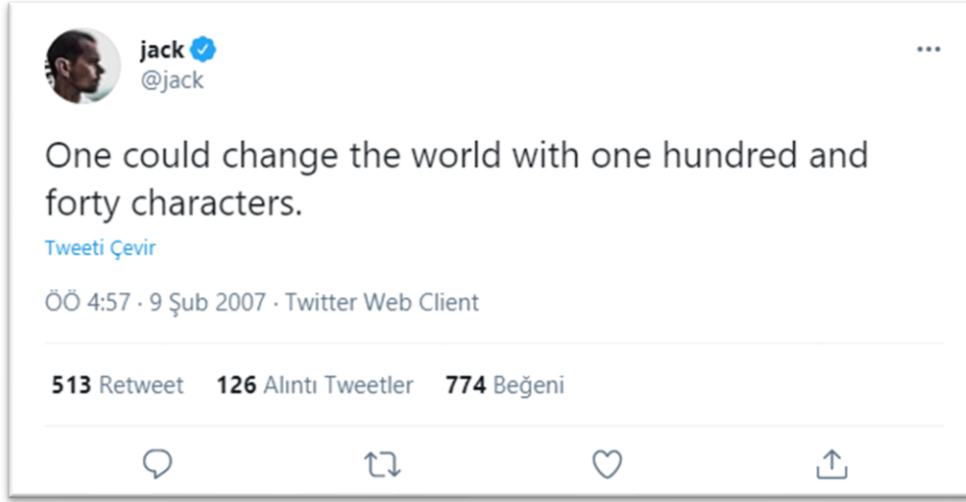 jack
@jack
One could change the world with one hundred and
forty characters.
Tweeti Çevir
ÖÖ 4:57 · 9 Şub 2007 · Twitter Web Client
513 Retweet 126 Alıntı Tweetler 774 Beğeni